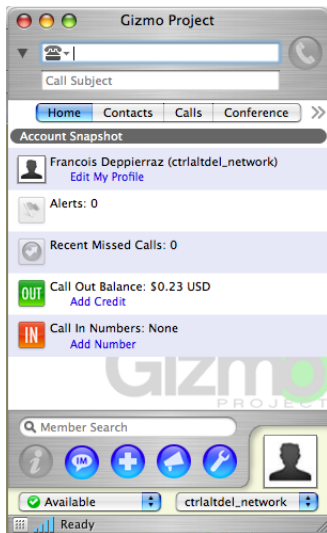 Gizmo Project
Call Subject
Home Contacts Calls Conference
Account Snapshot
Francois Deppierraz (ctrlaltdel_network)
Edit My Profile
Alerts: 0
Recent Missed Calls: 0
OUT Call Out Balance: $0.23 USD
Add Credit
IN Call In Numbers: None
Add Number
Gizmo
PROJECT
Member Search
i IM
Available ctrlaltdel_network
Ready